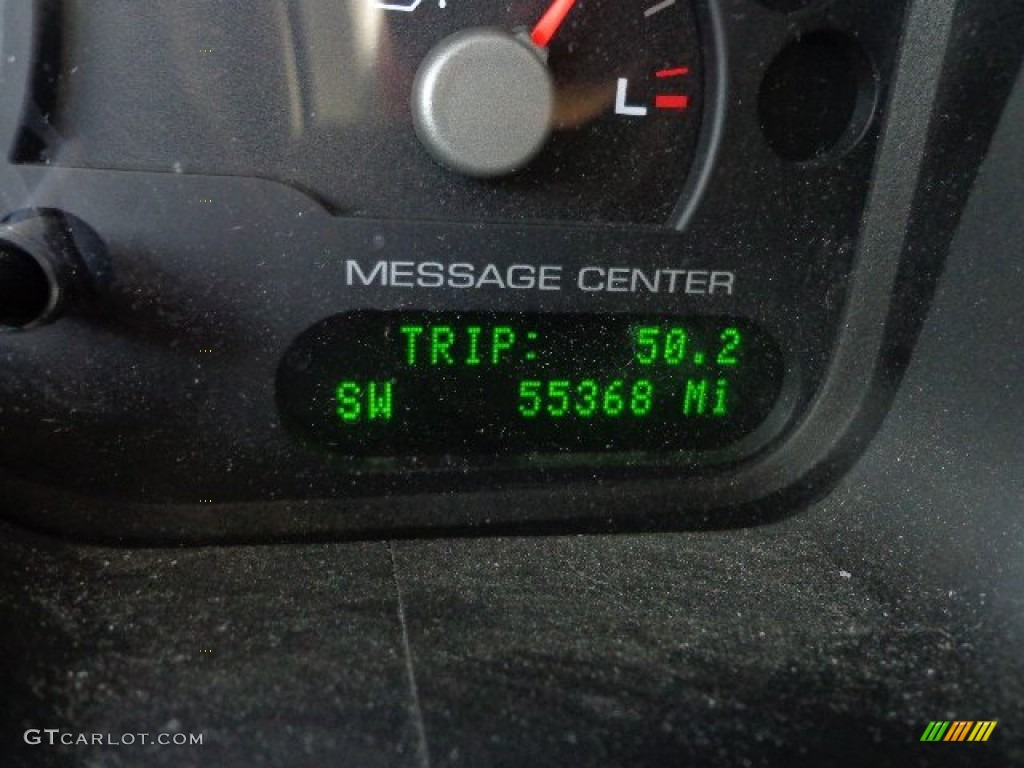 L
MESSAGE CENTER
TRIP: 50.2
SW 55368 Mi
GTCARLOT.COM